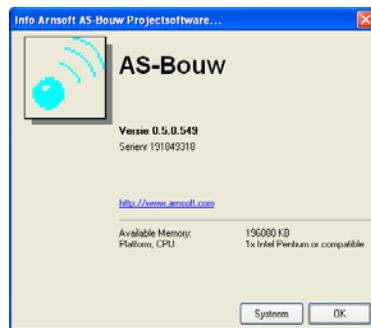 Info Arnsoft AS-Bouw Projectsoftware...
AS-Bouw
Versie 0.5.0.549
Serienr 191849318
http://www.arnsoft.com
Available Memory: 196080 KB
Platform, CPU: 1x Intel Pentium or compatible
Systeem OK